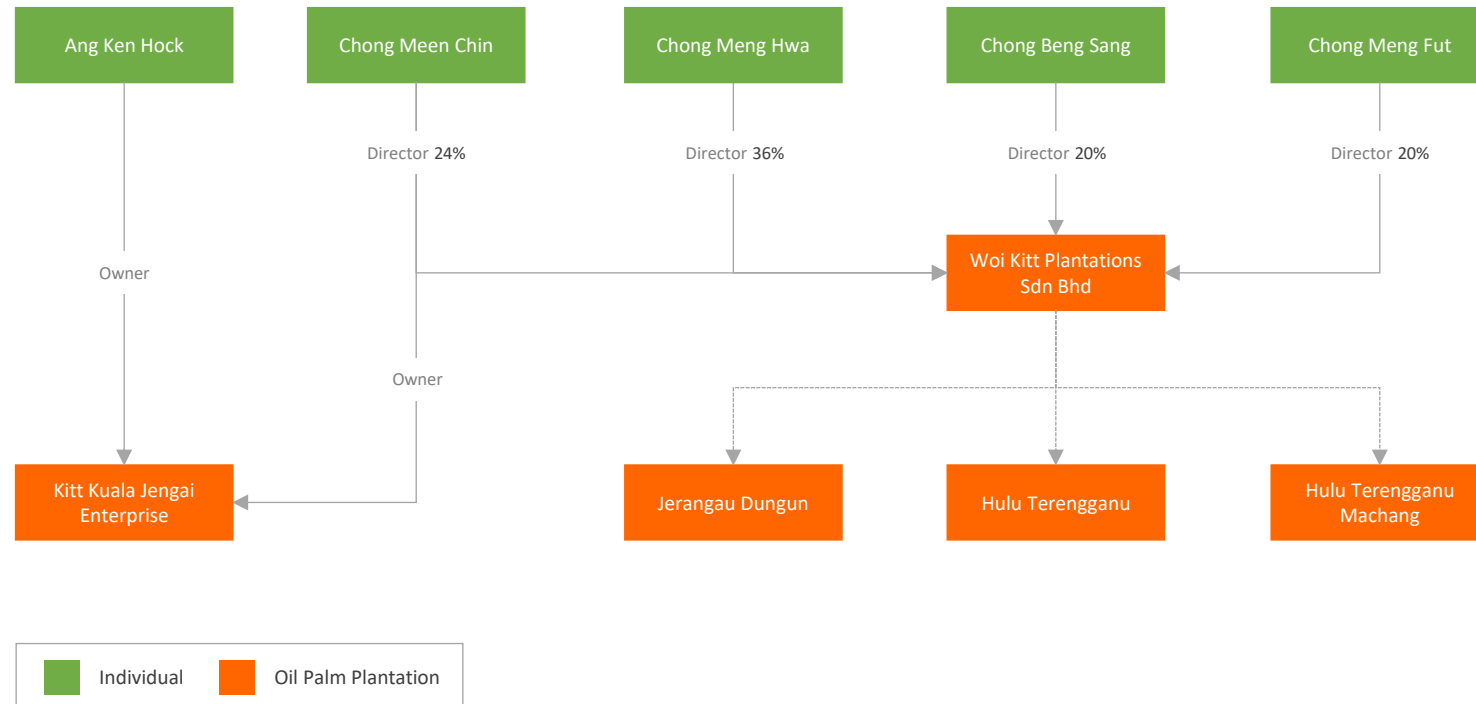 Ang Ken Hock
Chong Meen Chin
Chong Meng Hwa
Chong Beng Sang
Chong Meng Fut
Director 24%
Director 36%
Director 20%
Director 20%
Woi Kitt Plantations
Sdn Bhd
Owner
Owner
Kitt Kuala Jengai
Enterprise
Jerangau Dungun
Hulu Terengganu
Hulu Terengganu
Machang
Individual
Oil Palm Plantation